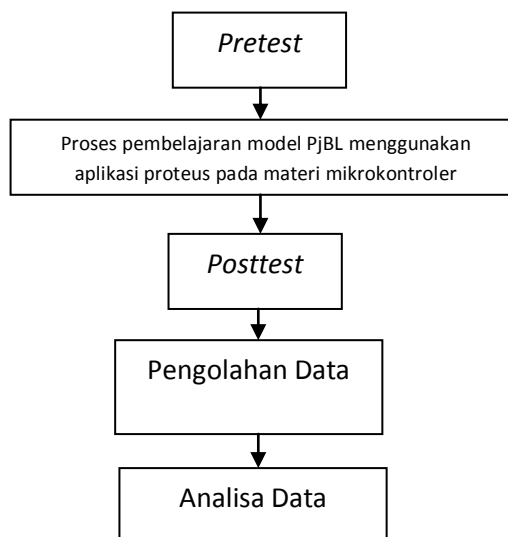 Pretest
Proses pembelajaran model PjBL menggunakan
aplikasi proteus pada materi mikrokontroler
Posttest
Pengolahan Data
Analisa Data